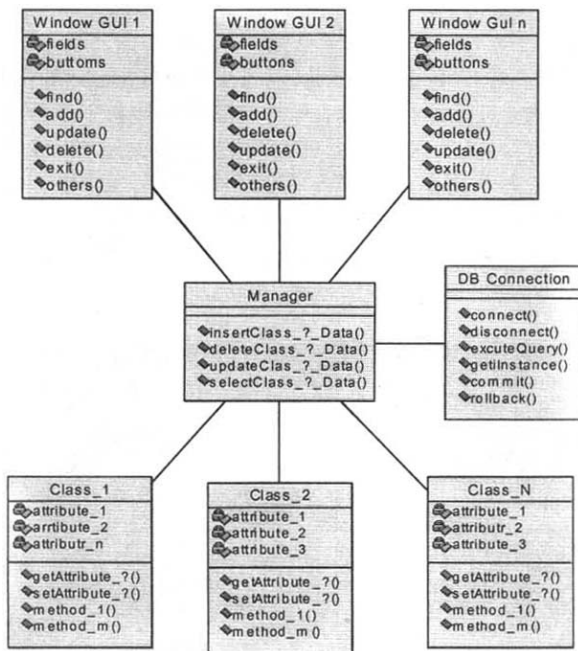 Window GUI 1
fields
buttoms
find()
add()
update()
delete()
exit()
others()
Window GUI 2
fields
buttons
find()
add()
delete()
update()
exit()
others()
Window GUI n
fields
buttons
find()
add()
delete()
update()
exit()
others()
Manager
insertClass_?_Data()
deleteClass_?_Data()
updateClas_?_Data()
selectClass_?_Data()
DB Connection
connect()
disconnect()
excuteQuery()
getiInstance()
commit()
rollback()
Class_1
attribute_1
arrtibute_2
attributr_n
getAttribute_?()
setAttribute_?()
method_1()
method_m()
Class_2
attribute_1
attribute_2
attribute_3
getAttribute_?()
setAttribute_?()
method_1()
method_m()
Class_N
attribute_1
attributr_2
attribute_3
getAttribute_?()
setAttribute_?()
method_1()
method_m()